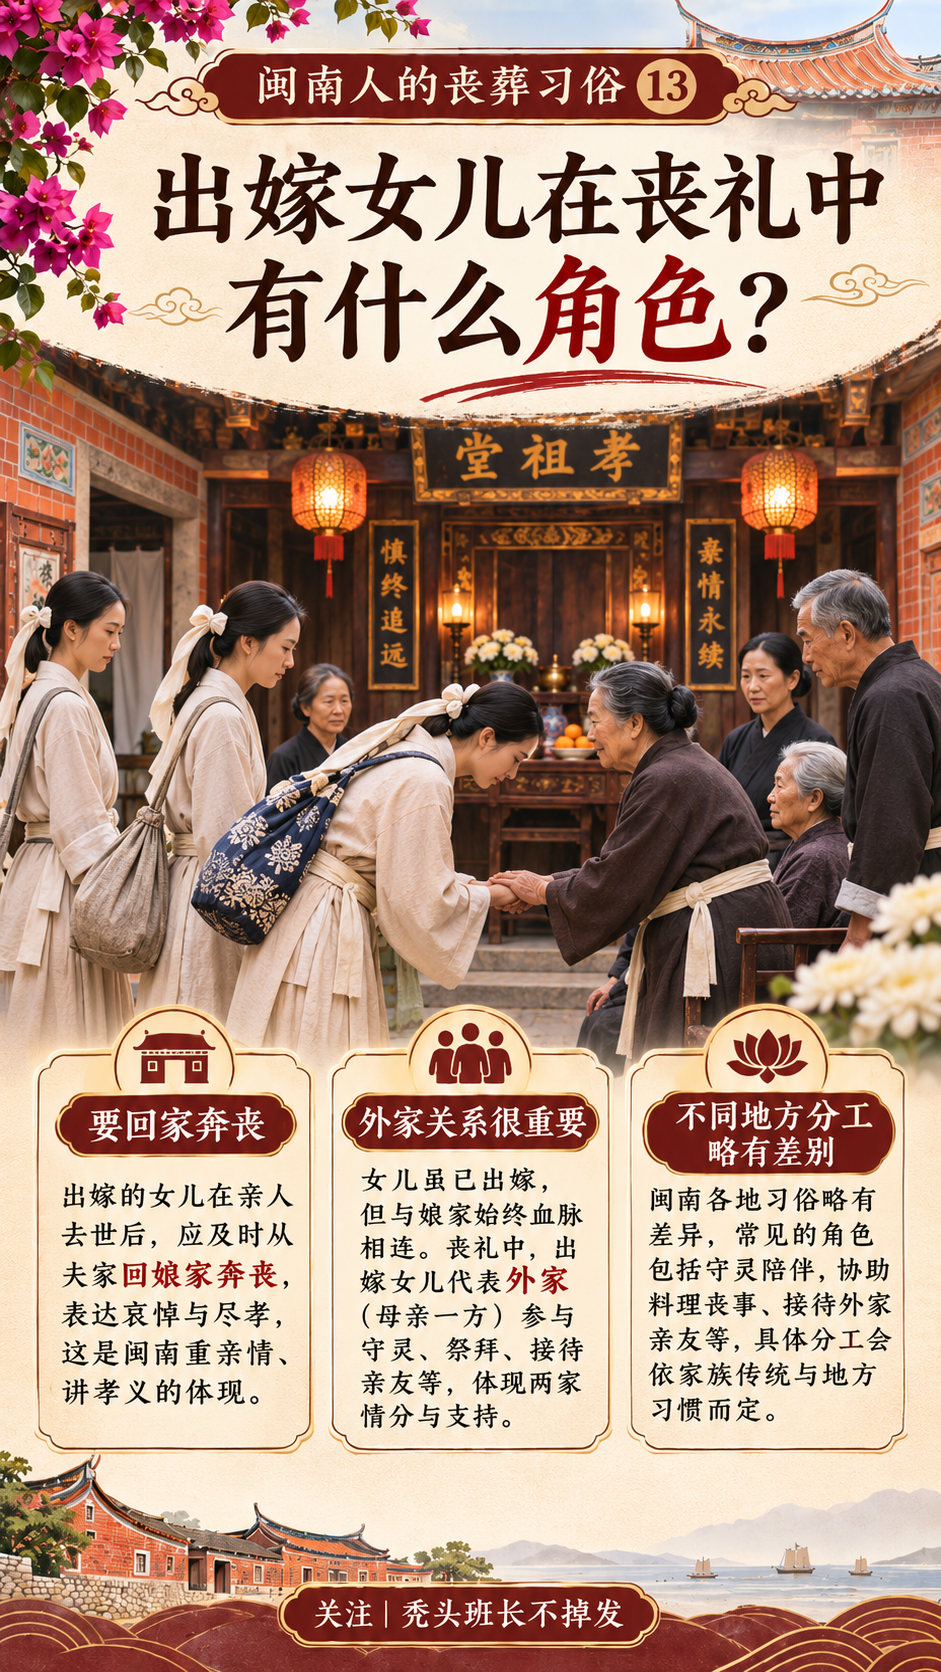 闽南人的丧葬习俗 13
出嫁女儿在丧礼中
有什么角色？
堂祖孝
慎终追远
亲情永续
要回家奔丧
出嫁的女儿在亲人
去世后，应及时从
夫家回娘家奔丧，
表达哀悼与尽孝，
这是闽南重亲情、
讲孝义的体现。
外家关系很重要
女儿虽已出嫁，
但与娘家始终血脉
相连。丧礼中，出
嫁女儿代表外家
（母亲一方）参与
守灵、祭拜、接待
亲友等，体现两家
情分与支持。
不同地方分工
略有差别
闽南各地习俗略有
差异，常见的角色
包括守灵陪伴，协助
料理丧事、接待外家
亲友等，具体分工会
依家族传统与地方
习惯而定。
关注 | 秃头班长不掉发